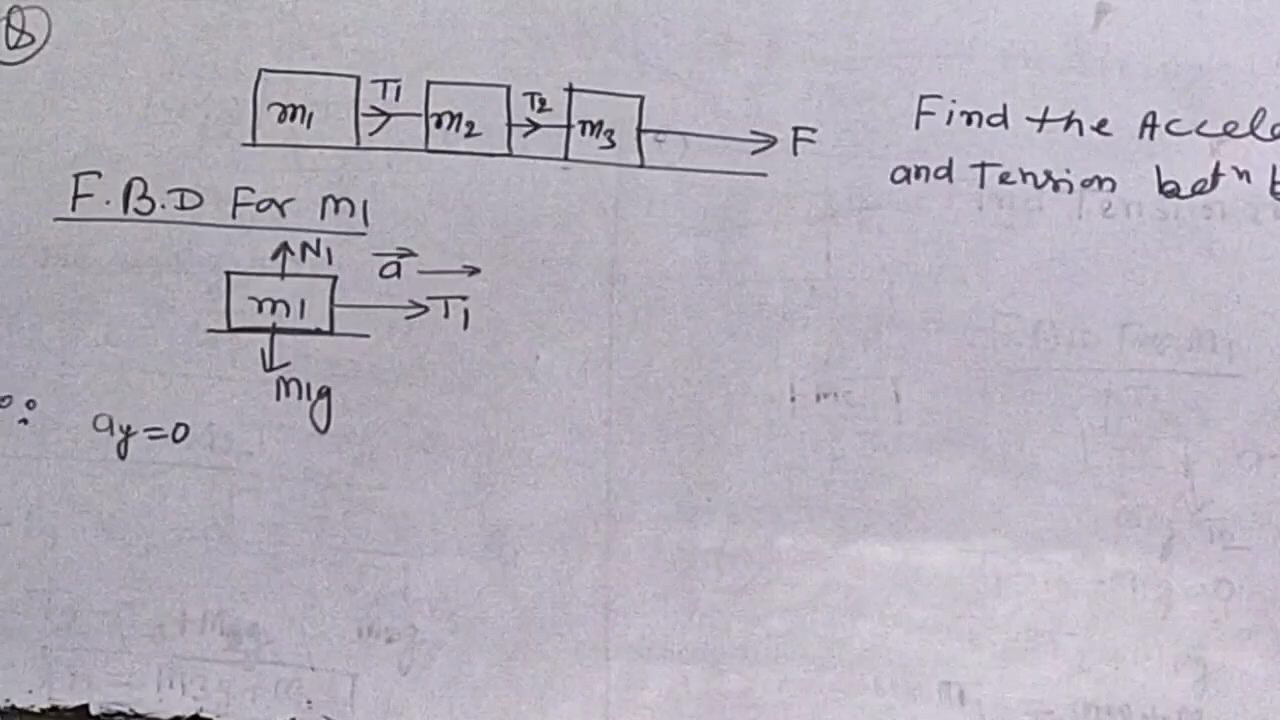 8
m1 T1 m2 T2 m3 F
Find the
and Tension betn
F.B.D For m1
N1 a
m1 T1
m1g
∵ ay=0